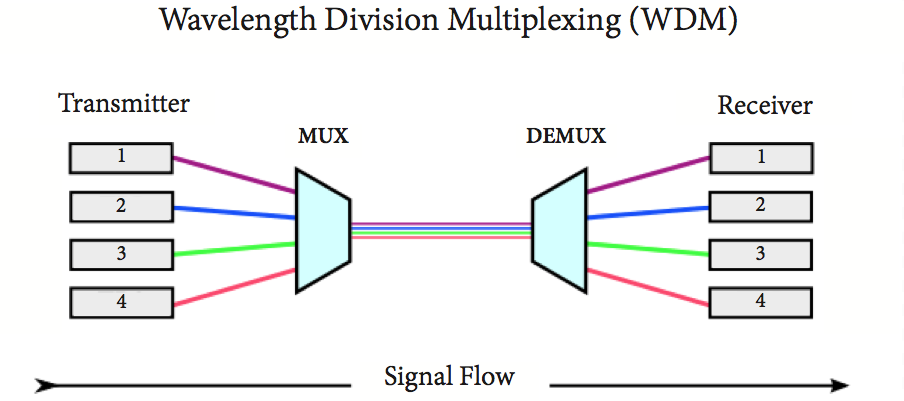 Wavelength Division Multiplexing (WDM)
Transmitter
Receiver
MUX
DEMUX
1
2
3
4
1
2
3
4
Signal Flow